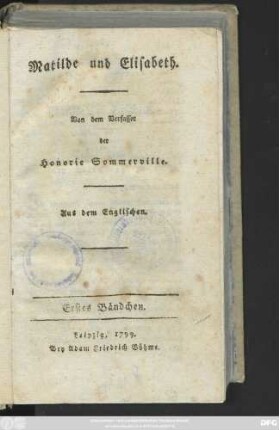 Matilde und Elisabeth.
Von dem Verfasser
der
Honorie Sommerville.
Aus dem Englischen.
Erstes Bändchen.
Leipzig, 1799.
Bey Adam Friedrich Böhme.